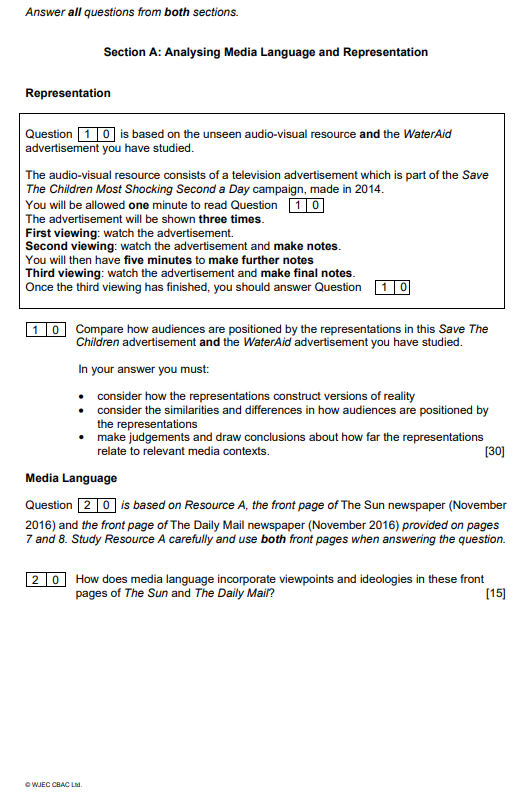 Answer all questions from both sections.
Section A: Analysing Media Language and Representation
Representation
Question 1 0 is based on the unseen audio-visual resource and the WaterAid
advertisement you have studied.
The audio-visual resource consists of a television advertisement which is part of the Save
The Children Most Shocking Second a Day campaign, made in 2014.
You will be allowed one minute to read Question 1 0
The advertisement will be shown three times.
First viewing: watch the advertisement.
Second viewing: watch the advertisement and make notes.
You will then have five minutes to make further notes
Third viewing: watch the advertisement and make final notes.
Once the third viewing has finished, you should answer Question 1 0
1 0 Compare how audiences are positioned by the representations in this Save The
Children advertisement and the WaterAid advertisement you have studied.
In your answer you must:
• consider how the representations construct versions of reality
• consider the similarities and differences in how audiences are positioned by
the representations
• make judgements and draw conclusions about how far the representations
relate to relevant media contexts. [30]
Media Language
Question 2 0 is based on Resource A, the front page of The Sun newspaper (November
2016) and the front page of The Daily Mail newspaper (November 2016) provided on pages
7 and 8. Study Resource A carefully and use both front pages when answering the question.
2 0 How does media language incorporate viewpoints and ideologies in these front
pages of The Sun and The Daily Mail? [15]
© WJEC CBAC Ltd.